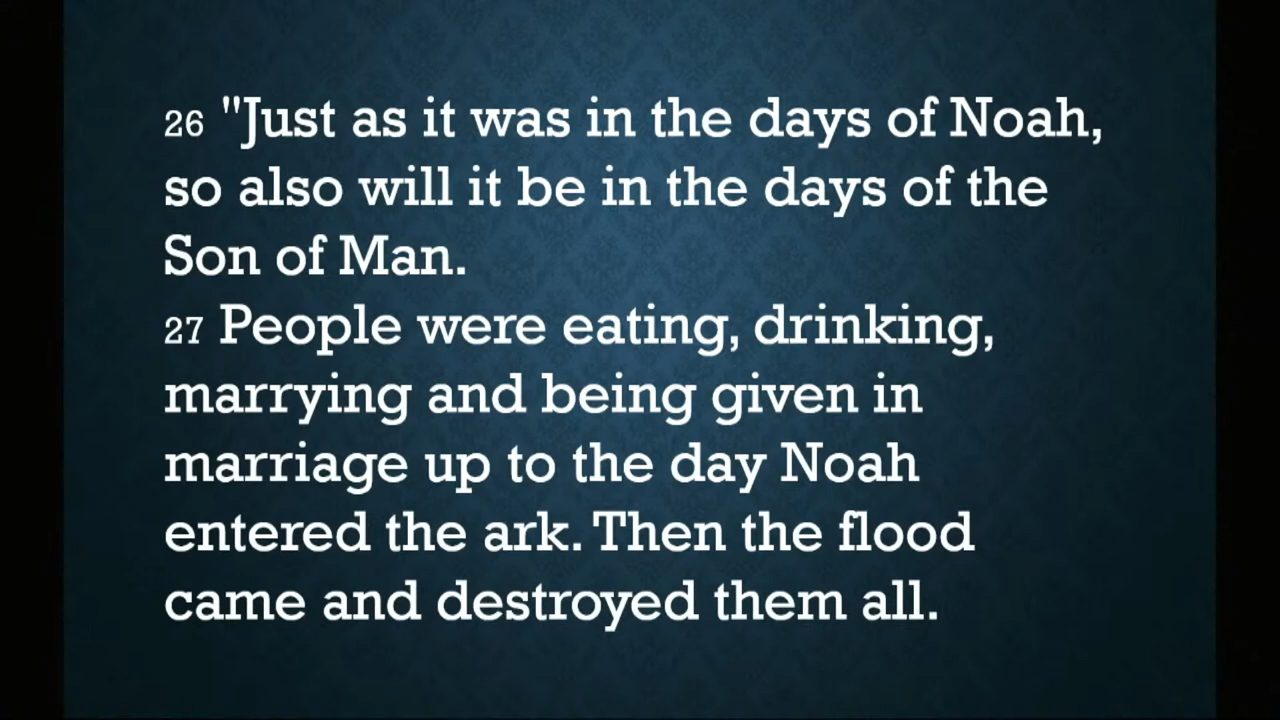 26 "Just as it was in the days of Noah,
so also will it be in the days of the
Son of Man.
27 People were eating, drinking,
marrying and being given in
marriage up to the day Noah
entered the ark. Then the flood
came and destroyed them all.